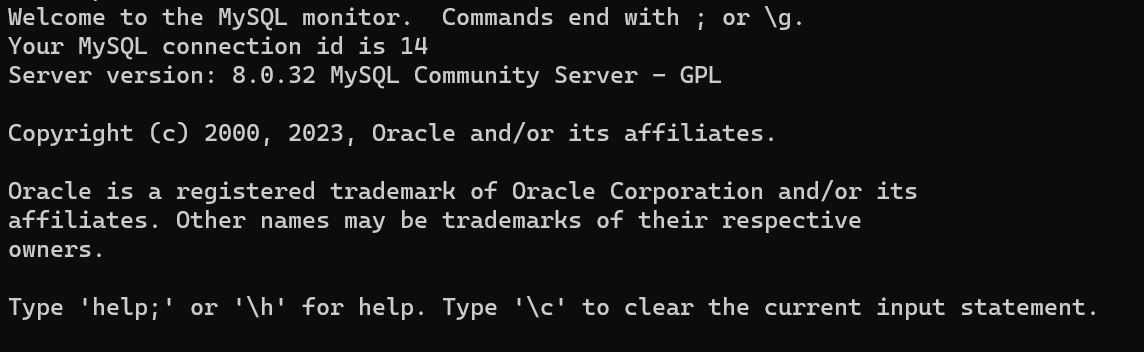 Welcome to the MySQL monitor.  Commands end with ; or \g.
Your MySQL connection id is 14
Server version: 8.0.32 MySQL Community Server - GPL
Copyright (c) 2000, 2023, Oracle and/or its affiliates.
Oracle is a registered trademark of Oracle Corporation and/or its
affiliates. Other names may be trademarks of their respective
owners.
Type 'help;' or '\h' for help. Type '\c' to clear the current input statement.